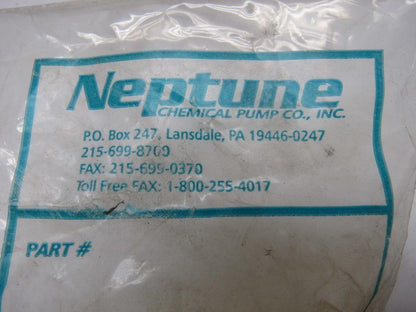 Neptune
CHEMICAL PUMP CO., INC.
P.O. Box 247, Lansdale, PA 19446-0247
215-699-8700
FAX: 215-699-0370
Toll Free FAX: 1-800-255-4017
PART #